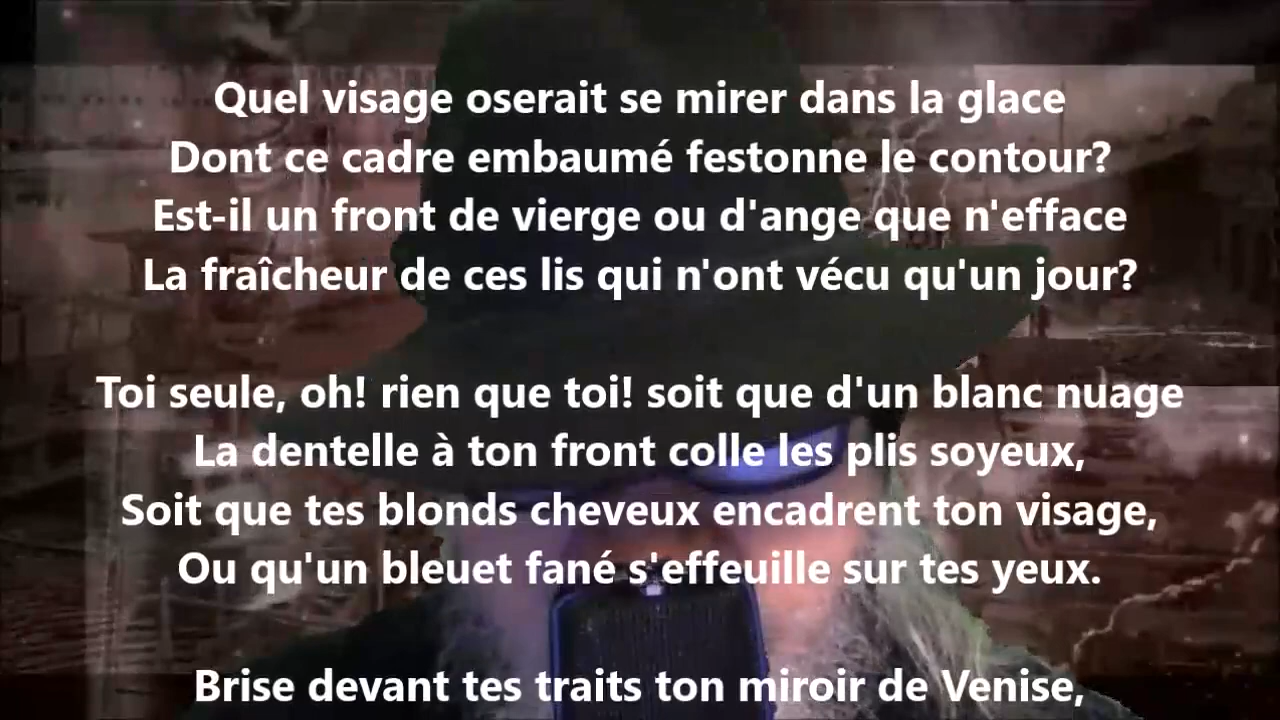 Quel visage oserait se mirer dans la glace
Dont ce cadre embaumé festonne le contour?
Est-il un front de vierge ou d'ange que n'efface
La fraîcheur de ces lis qui n'ont vécu qu'un jour?
Toi seule, oh! rien que toi! soit que d'un blanc nuage
La dentelle à ton front colle les plis soyeux,
Soit que tes blonds cheveux encadrent ton visage,
Ou qu'un bleuet fané s'effeuille sur tes yeux.
Brise devant tes traits ton miroir de Venise,